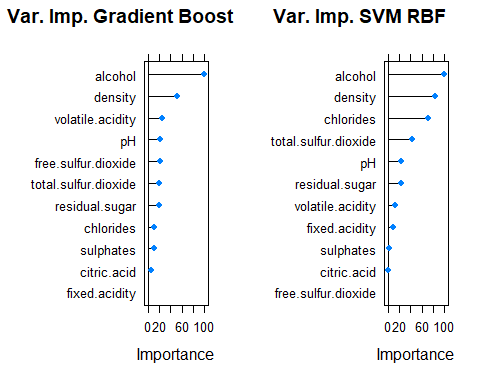 Var. Imp. Gradient Boost
alcohol
density
volatile.acidity
pH
free.sulfur.dioxide
total.sulfur.dioxide
residual.sugar
chlorides
sulphates
citric.acid
fixed.acidity
0 20 60 100
Importance
Var. Imp. SVM RBF
alcohol
density
chlorides
total.sulfur.dioxide
pH
residual.sugar
volatile.acidity
fixed.acidity
sulphates
citric.acid
free.sulfur.dioxide
0 20 60 100
Importance